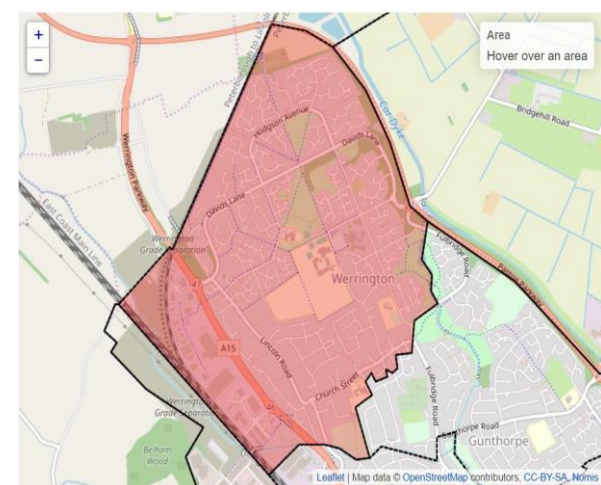 +
−
Area
Hover over an area
Peterborough to Lincoln
Car Dyke
Bridgehill Road
Hodgson Avenue
Davids Lane
Werrington Parkway
Davids Lane
East Coast Main Line
Werrington
Grade Separation
Fulbridge Road
Werrington
Paston Parkway
A15
Lincoln Road
Church Street
Fulbridge Road
Werrington
Grade Separation
Gunthorpe Road
Gunthorpe
Belham
Wood
Leaflet | Map data © OpenStreetMap contributors, CC-BY-SA, Nomis